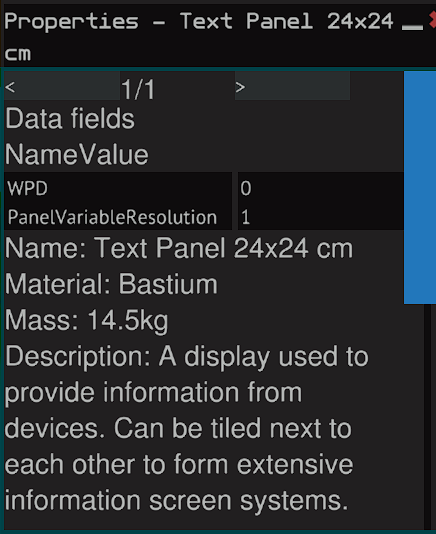 Properties - Text Panel 24x24
cm
< 1/1 >
Data fields
NameValue
WPD 0
PanelVariableResolution 1
Name: Text Panel 24x24 cm
Material: Bastium
Mass: 14.5kg
Description: A display used to
provide information from
devices. Can be tiled next to
each other to form extensive
information screen systems.